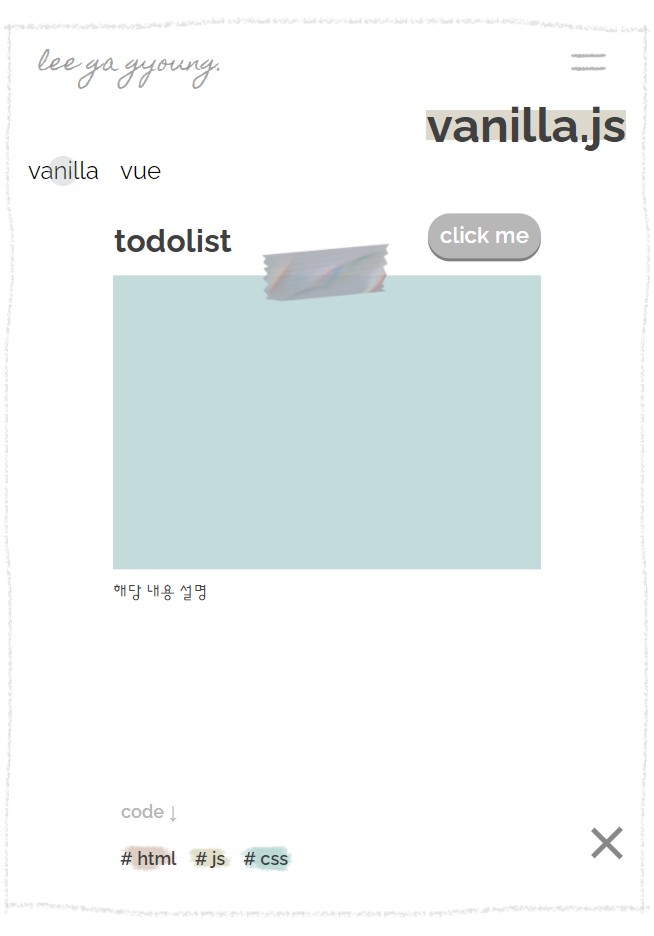 lee ga gyoung.
vanilla.js
vanilla vue
todolist
click me
해당 내용 설명
code ↓
# html # js # css